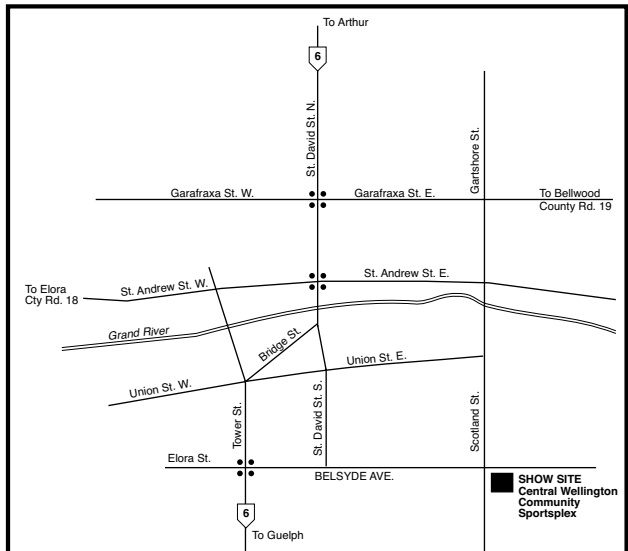 To Arthur
6
St. David St. N.
Gartshore St.
Garafraxa St. W.
Garafraxa St. E.
To Bellwood
County Rd. 19
To Elora
Cty Rd. 18
St. Andrew St. W.
St. Andrew St. E.
Grand River
Bridge St.
Union St. E.
Union St. W.
Tower St.
St. David St. S.
Scotland St.
Elora St.
BELSYDE AVE.
SHOW SITE
Central Wellington
Community
Sportsplex
6
To Guelph